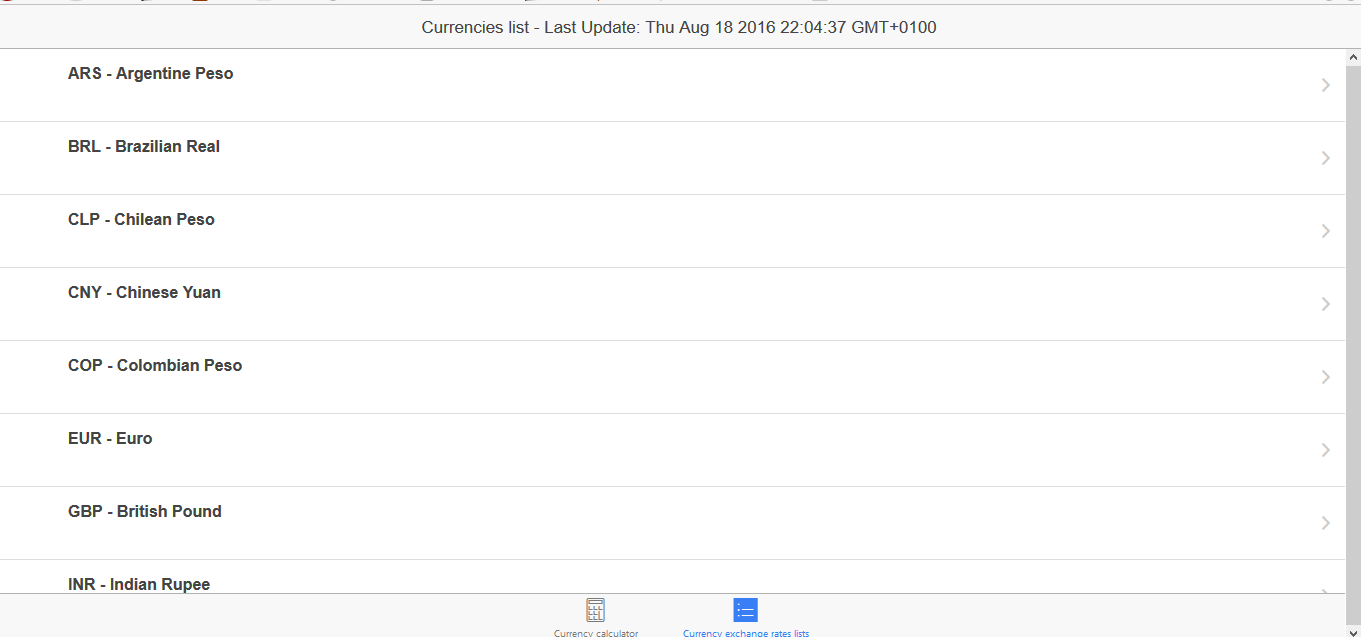 Currencies list - Last Update: Thu Aug 18 2016 22:04:37 GMT+0100
ARS - Argentine Peso
BRL - Brazilian Real
CLP - Chilean Peso
CNY - Chinese Yuan
COP - Colombian Peso
EUR - Euro
GBP - British Pound
INR - Indian Rupee
Currency calculator
Currency exchange rates lists